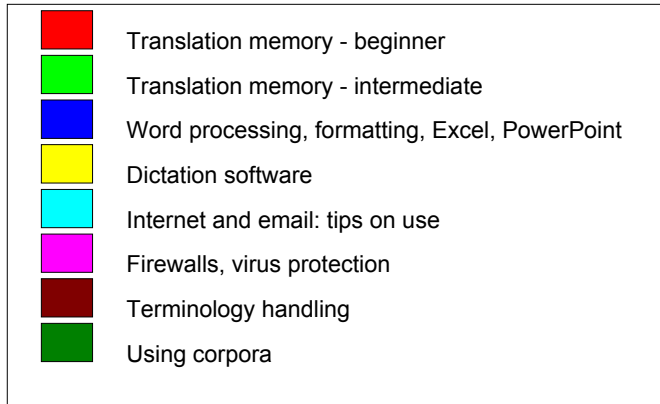 Translation memory - beginner
Translation memory - intermediate
Word processing, formatting, Excel, PowerPoint
Dictation software
Internet and email: tips on use
Firewalls, virus protection
Terminology handling
Using corpora